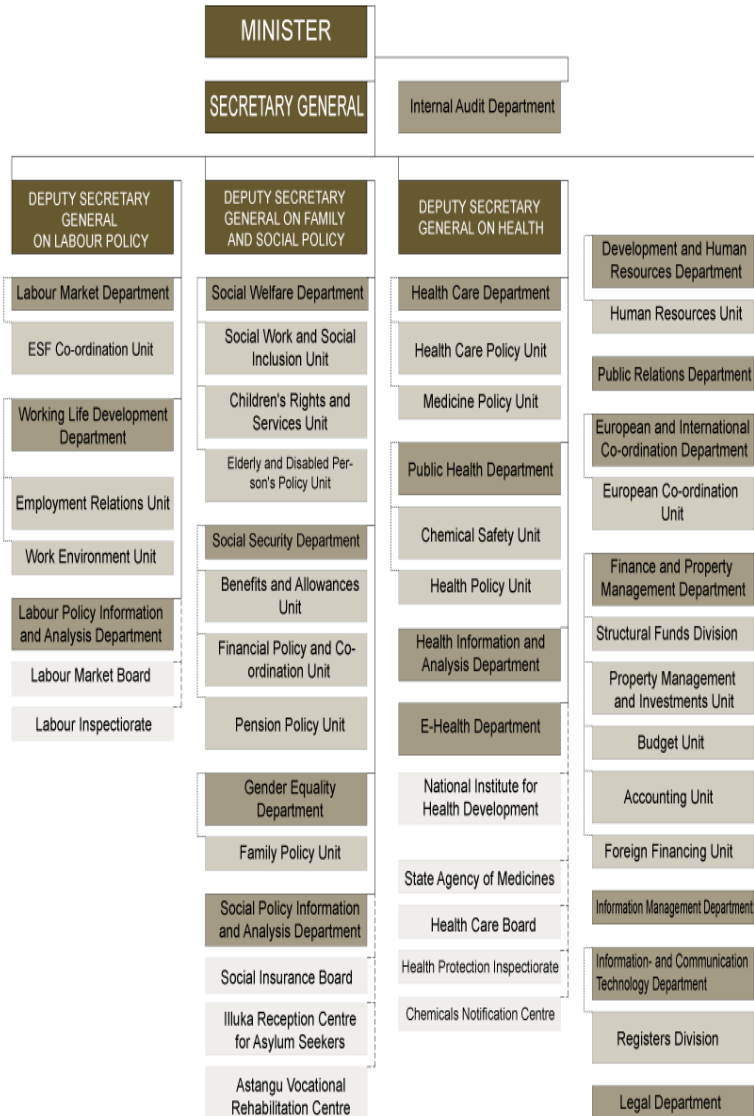 MINISTER
SECRETARY GENERAL
Internal Audit Department
DEPUTY SECRETARY
GENERAL
ON LABOUR POLICY
Labour Market Department
ESF Co-ordination Unit
Working Life Development
Department
Employment Relations Unit
Work Environment Unit
Labour Policy Information
and Analysis Department
Labour Market Board
Labour Inspectiorate
DEPUTY SECRETARY
GENERAL ON FAMILY
AND SOCIAL POLICY
Social Welfare Department
Social Work and Social
Inclusion Unit
Children's Rights and
Services Unit
Elderly and Disabled Per-
son's Policy Unit
Social Security Department
Benefits and Allowances
Unit
Financial Policy and Co-
ordination Unit
Pension Policy Unit
Gender Equality
Department
Family Policy Unit
Social Policy Information
and Analysis Department
Social Insurance Board
Illuka Reception Centre
for Asylum Seekers
Astangu Vocational
Rehabilitation Centre
DEPUTY SECRETARY
GENERAL ON HEALTH
Health Care Department
Health Care Policy Unit
Medicine Policy Unit
Public Health Department
Chemical Safety Unit
Health Policy Unit
Health Information and
Analysis Department
E-Health Department
National Institute for
Health Development
State Agency of Medicines
Health Care Board
Health Protection Inspectiorate
Chemicals Notification Centre
Development and Human
Resources Department
Human Resources Unit
Public Relations Department
European and International
Co-ordination Department
European Co-ordination
Unit
Finance and Property
Management Department
Structural Funds Division
Property Management
and Investments Unit
Budget Unit
Accounting Unit
Foreign Financing Unit
Information Management Department
Information- and Communication
Technology Department
Registers Division
Legal Department